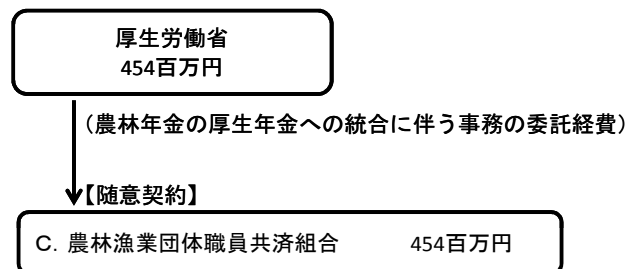 厚生労働省
454百万円
(農林年金の厚生年金への統合に伴う事務の委託経費)
【随意契約】
C. 農林漁業団体職員共済組合 454百万円